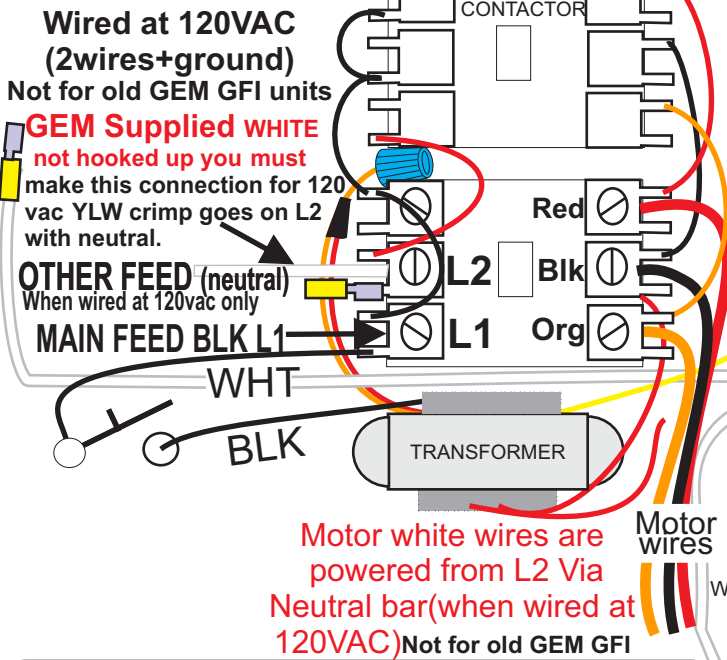 CONTACTOR
Wired at 120VAC
(2wires+ground)
Not for old GEM GFI units
GEM Supplied WHITE
not hooked up you must
make this connection for 120
vac YLW crimp goes on L2
with neutral.
OTHER FEED (neutral)
When wired at 120vac only
MAIN FEED BLK L1
Red
L2
Blk
L1
Org
WHT
BLK
TRANSFORMER
Motor white wires are
powered from L2 Via
Neutral bar(when wired at
120VAC)Not for old GEM GFI
Motor
wires